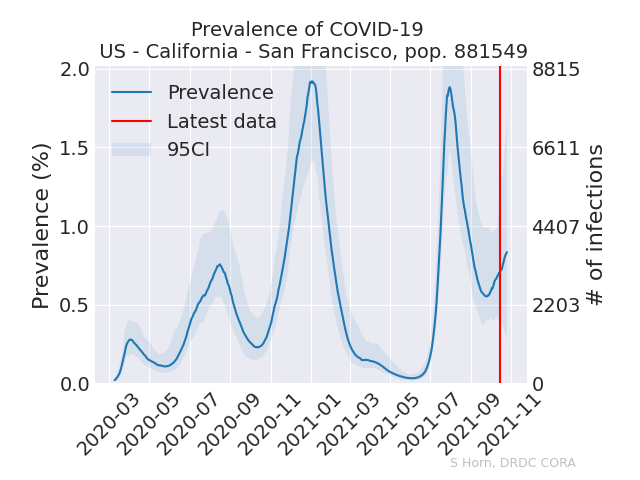 Prevalence of COVID-19
US - California - San Francisco, pop. 881549
Prevalence
Latest data
95CI
Prevalence (%)
2.0
1.5
1.0
0.5
0.0
8815
6611
4407
2203
0
# of infections
2020-03
2020-05
2020-07
2020-09
2020-11
2021-01
2021-03
2021-05
2021-07
2021-09
2021-11
S Horn, DRDC CORA